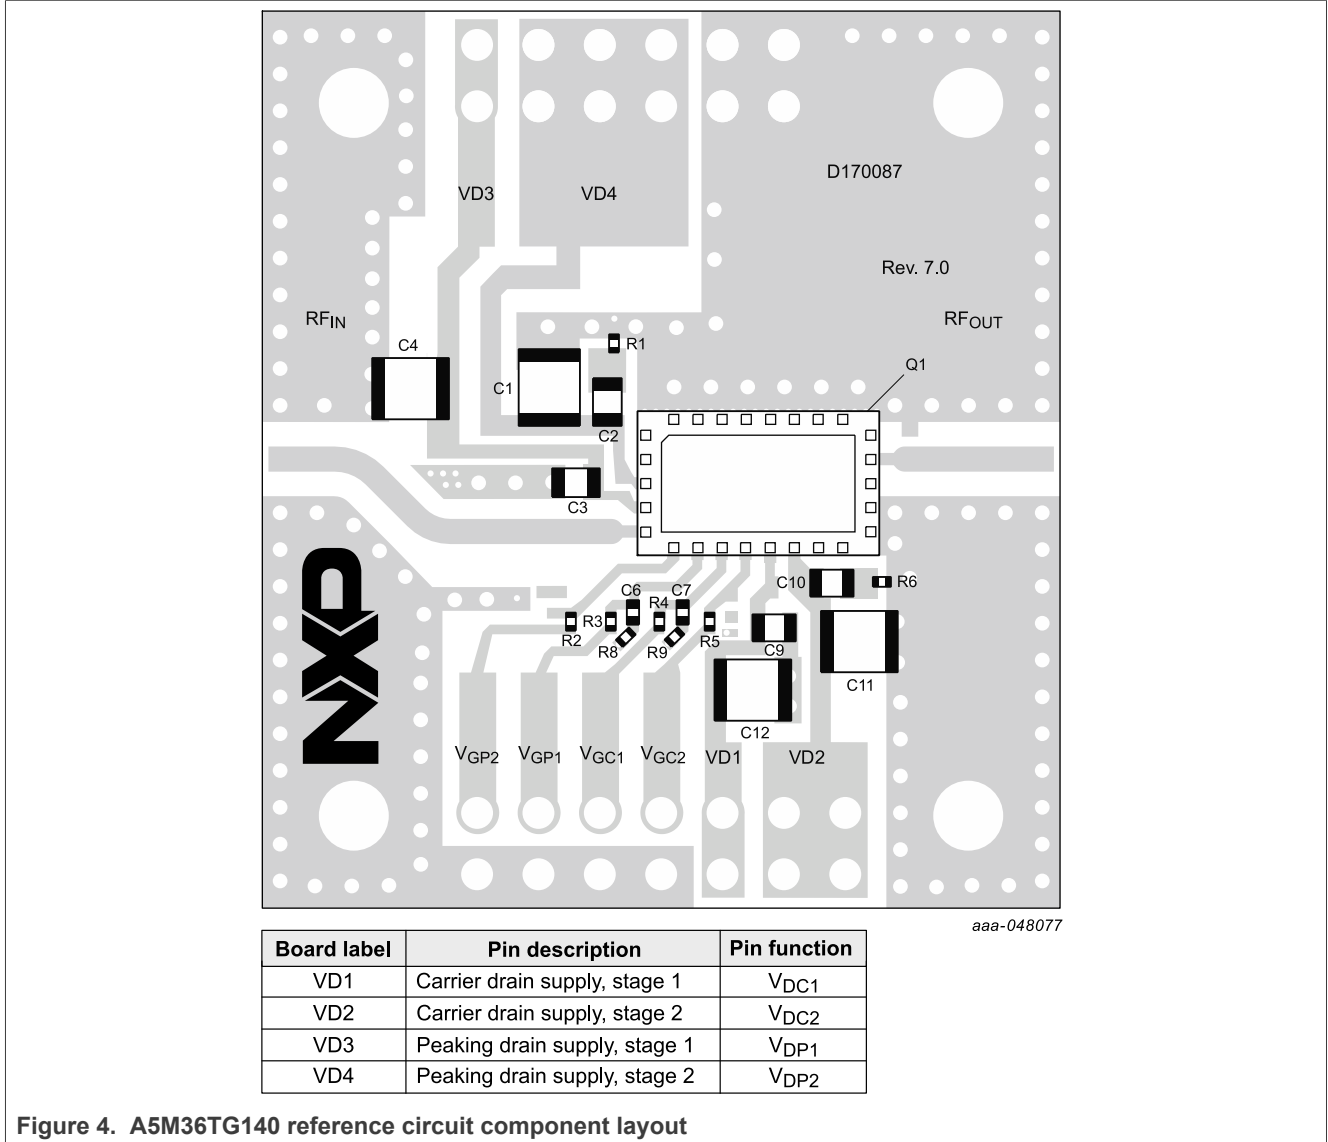 D170087
VD3
VD4
Rev. 7.0
RFIN
RFOUT
C4
R1
Q1
C1
C2
C3
C10
R6
C6
C7
R4
R3
R2
R5
R8
R9
C9
C11
C12
NXP
VGP2
VGP1
VGC1
VGC2
VD1
VD2
aaa-048077
Board label Pin description Pin function
VD1 Carrier drain supply, stage 1 VDC1
VD2 Carrier drain supply, stage 2 VDC2
VD3 Peaking drain supply, stage 1 VDP1
VD4 Peaking drain supply, stage 2 VDP2
Figure 4. A5M36TG140 reference circuit component layout